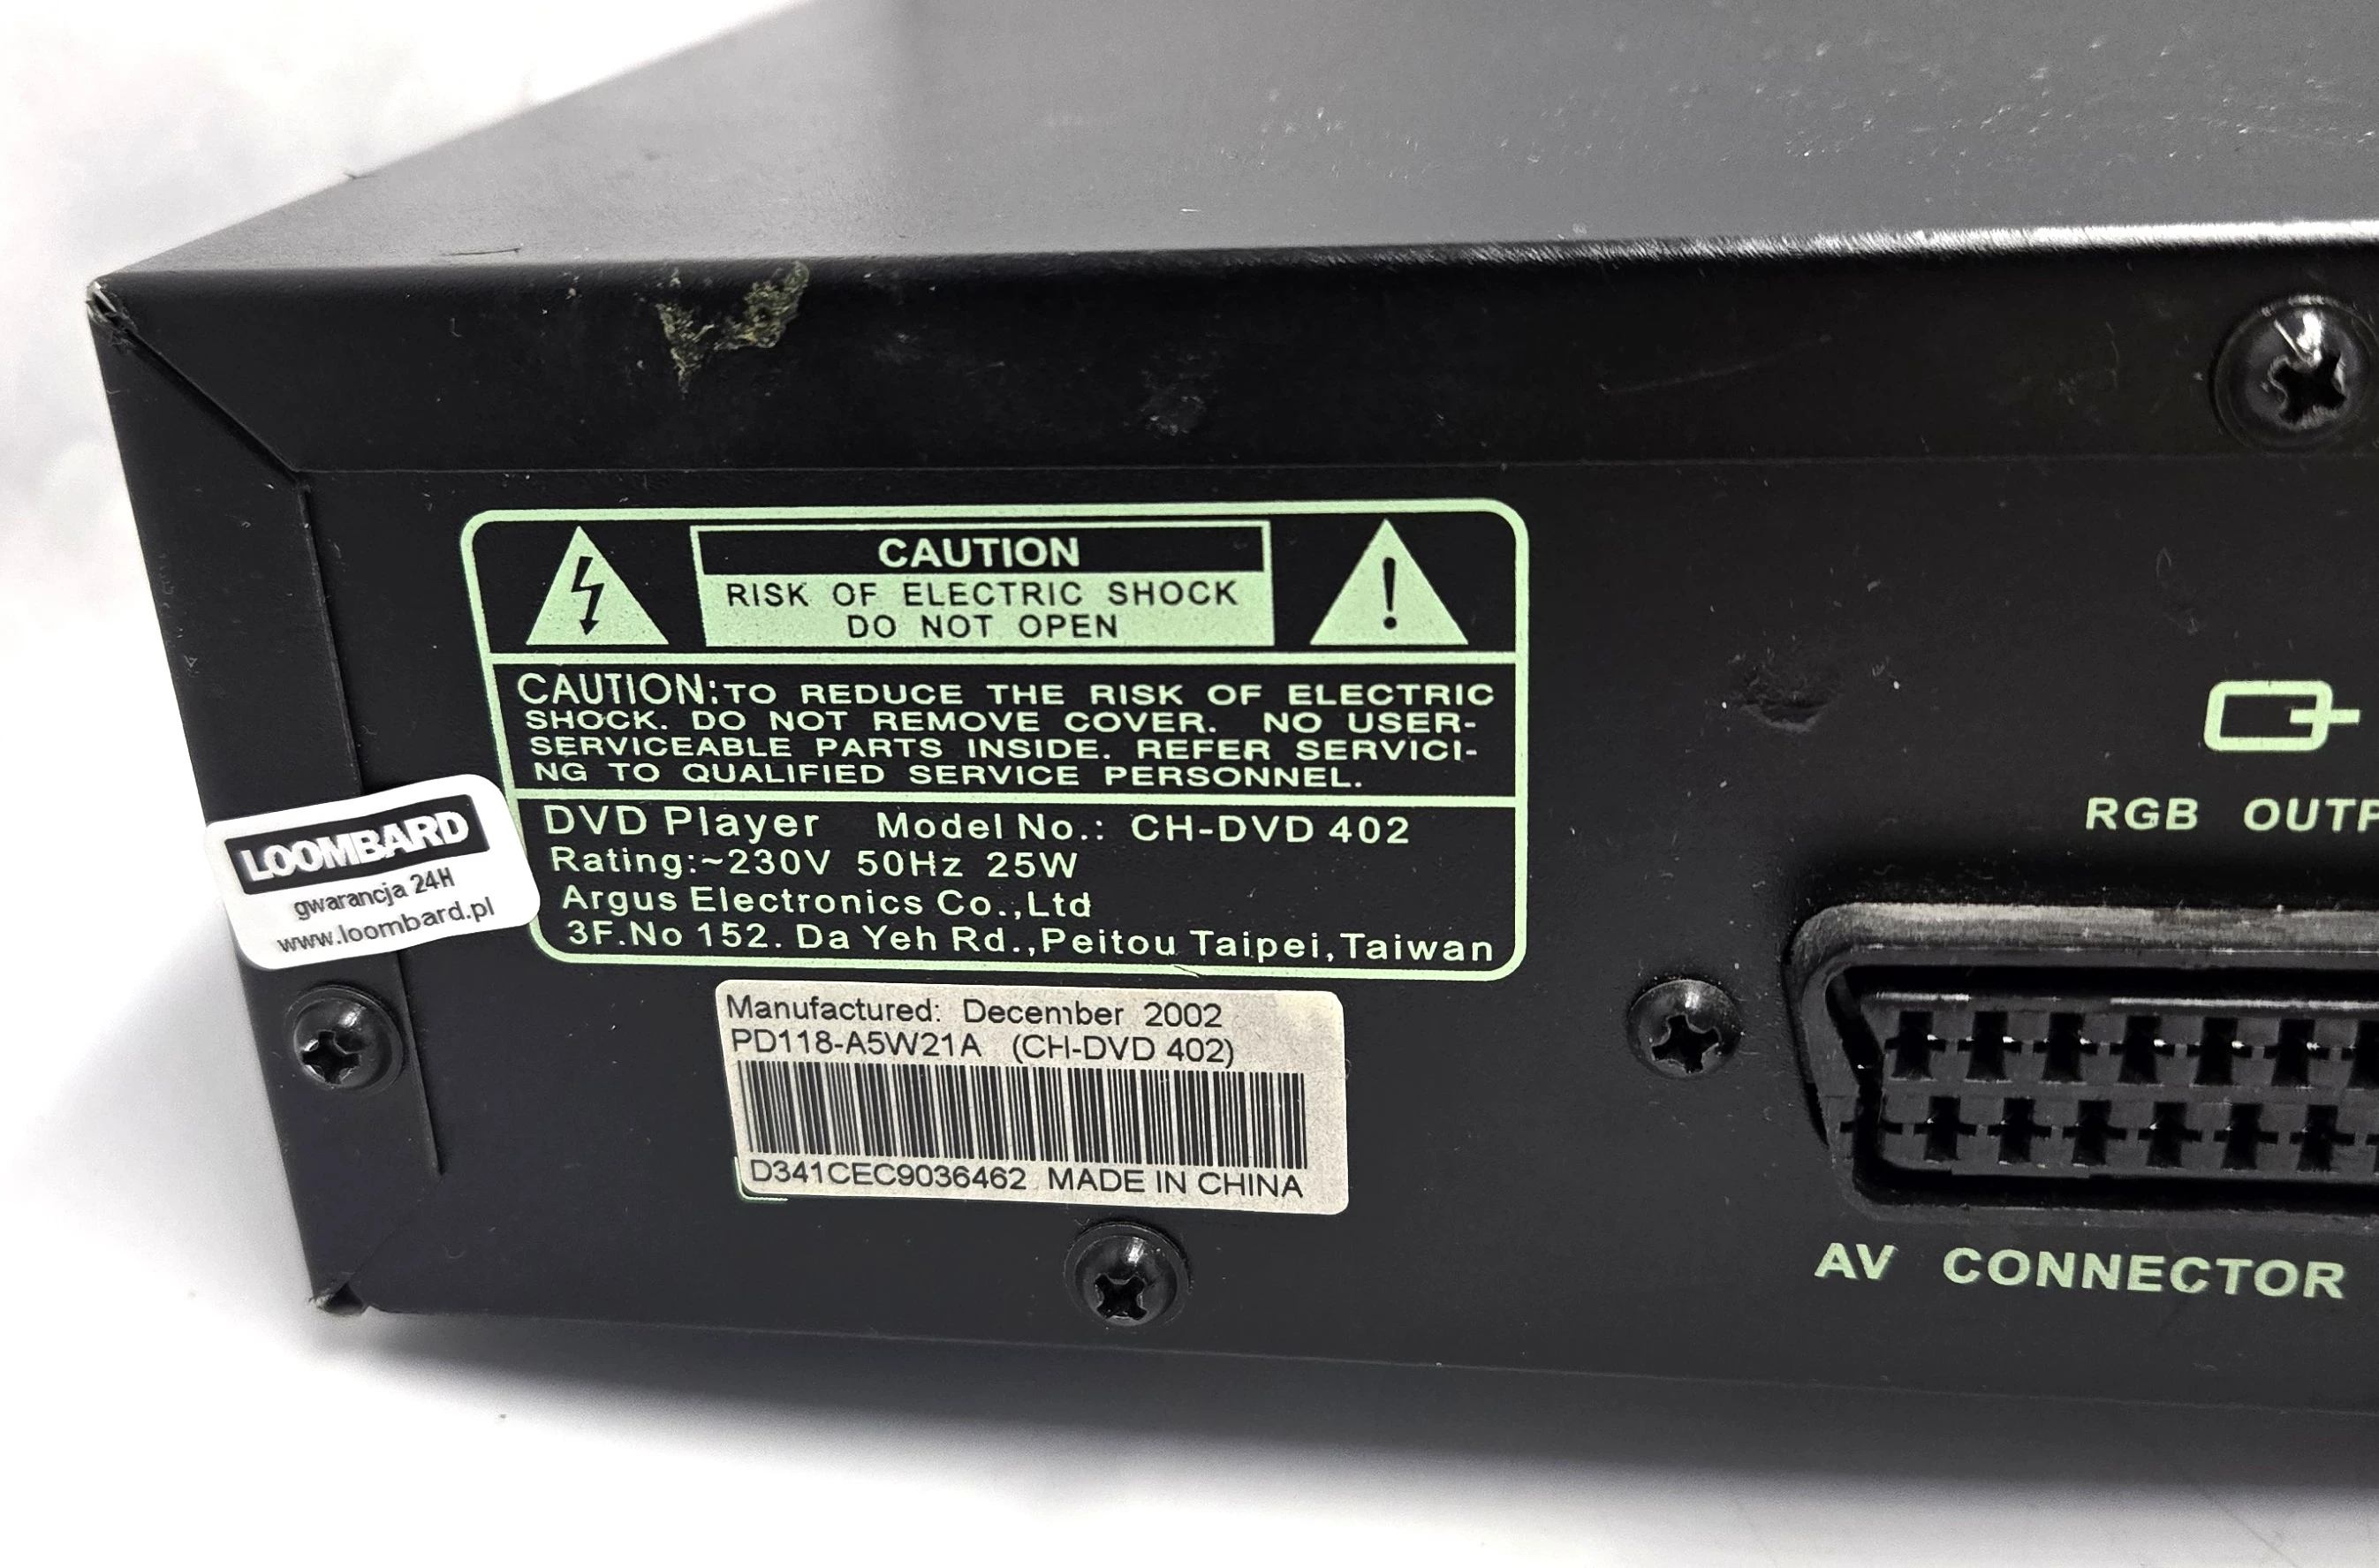 CAUTION
RISK OF ELECTRIC SHOCK
DO NOT OPEN
!
CAUTION:TO REDUCE THE RISK OF ELECTRIC
SHOCK. DO NOT REMOVE COVER. NO USER-
SERVICEABLE PARTS INSIDE. REFER SERVICI-
NG TO QUALIFIED SERVICE PERSONNEL.
DVD Player Model No.: CH-DVD 402
Rating:~230V 50Hz 25W
Argus Electronics Co.,Ltd
3F.No 152. Da Yeh Rd.,Peitou Taipei,Taiwan
LOOMBARD
gwarancja 24H
www.loombard.pl
Manufactured: December 2002
PD118-A5W21A (CH-DVD 402)
D341CEC9036462 MADE IN CHINA
RGB OUTP
AV CONNECTOR